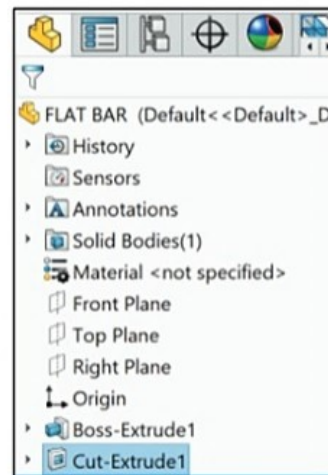 FLAT BAR (Default<<Default>_D
History
Sensors
Annotations
Solid Bodies(1)
Material <not specified>
Front Plane
Top Plane
Right Plane
Origin
Boss-Extrude1
Cut-Extrude1